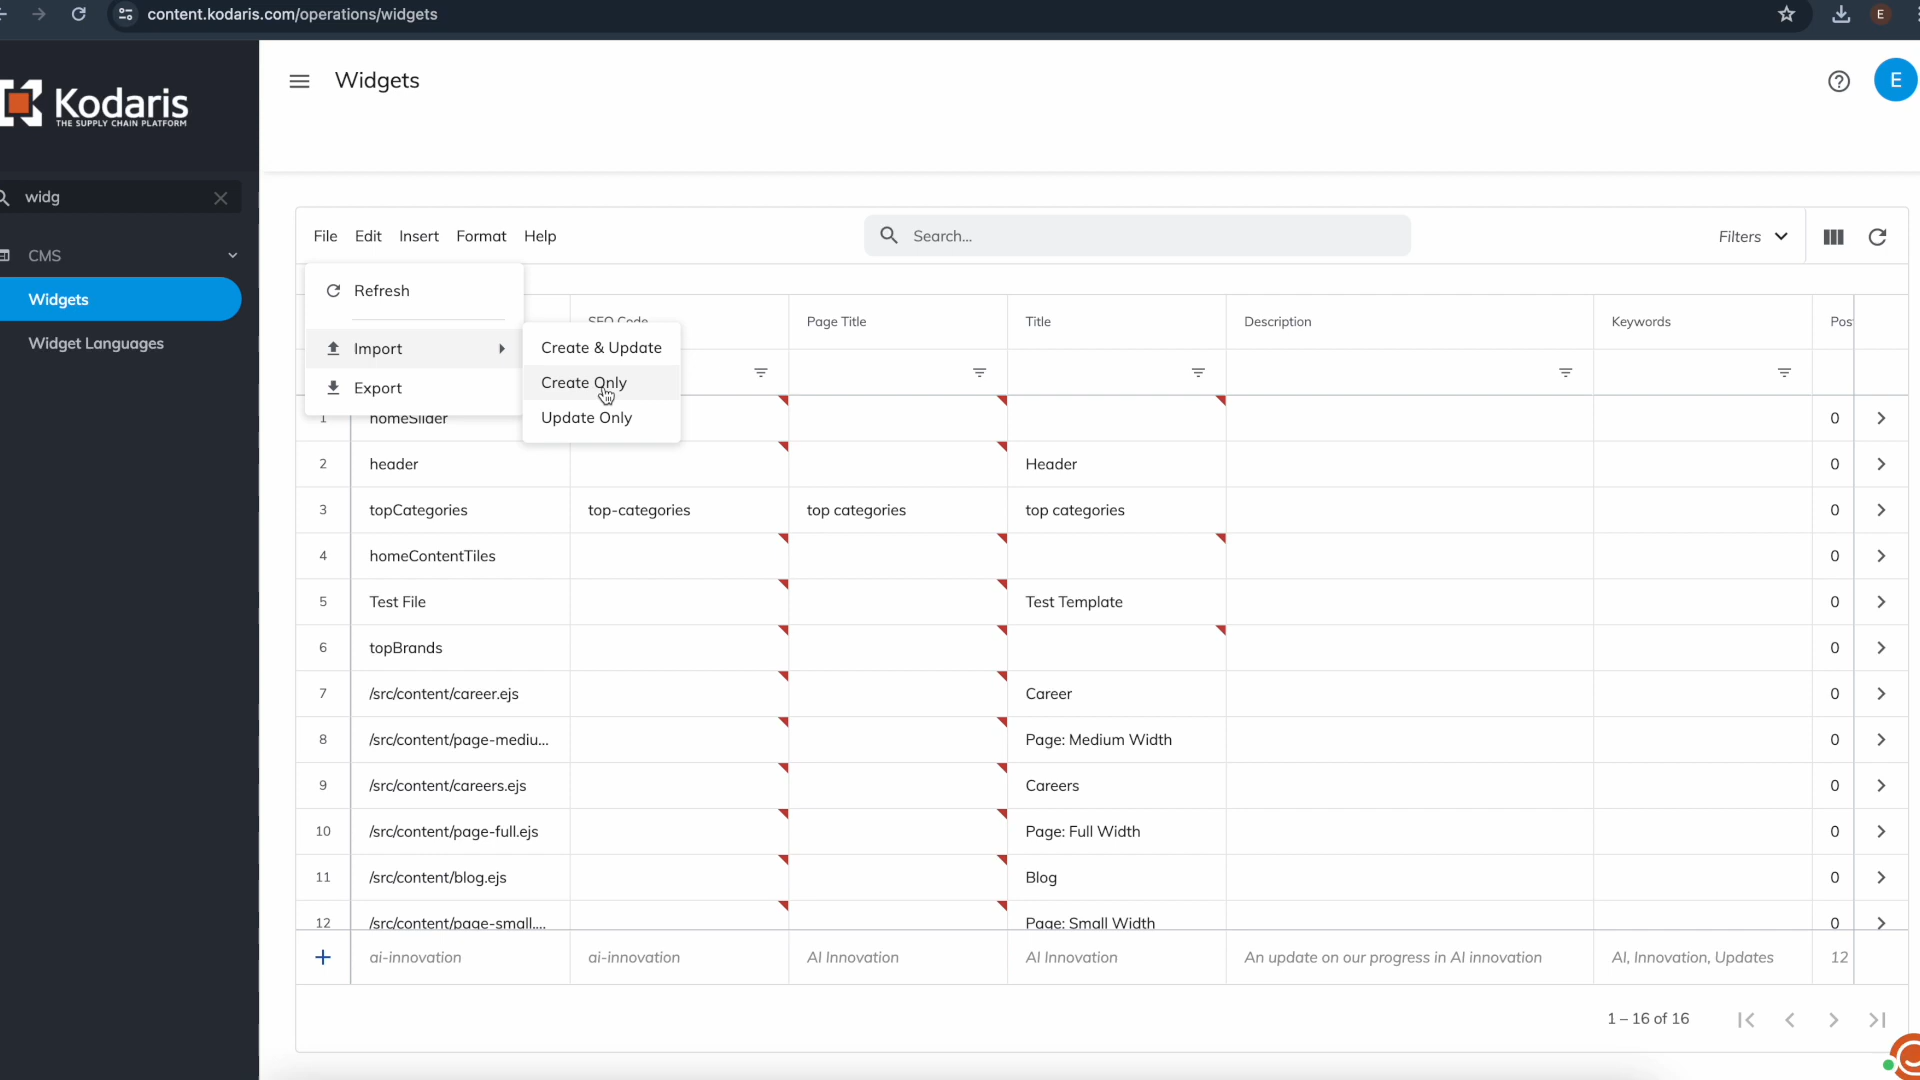 content.kodaris.com/operations/widgets
E
Kodaris
THE SUPPLY CHAIN PLATFORM
Widgets
E
widg
CMS
Widgets
Widget Languages
File Edit Insert Format Help
Search...
Filters
Refresh
Import
Export
Create & Update
Create Only
Update Only
SEO Code Page Title Title Description Keywords Pos
1 homeSlider 0
2 header Header 0
3 topCategories top-categories top categories top categories 0
4 homeContentTiles 0
5 Test File Test Template 0
6 topBrands 0
7 /src/content/career.ejs Career 0
8 /src/content/page-mediu... Page: Medium Width 0
9 /src/content/careers.ejs Careers 0
10 /src/content/page-full.ejs Page: Full Width 0
11 /src/content/blog.ejs Blog 0
12 /src/content/page-small.... Page: Small Width 0
+ ai-innovation ai-innovation AI Innovation AI Innovation An update on our progress in AI innovation AI, Innovation, Updates 12
1 – 16 of 16